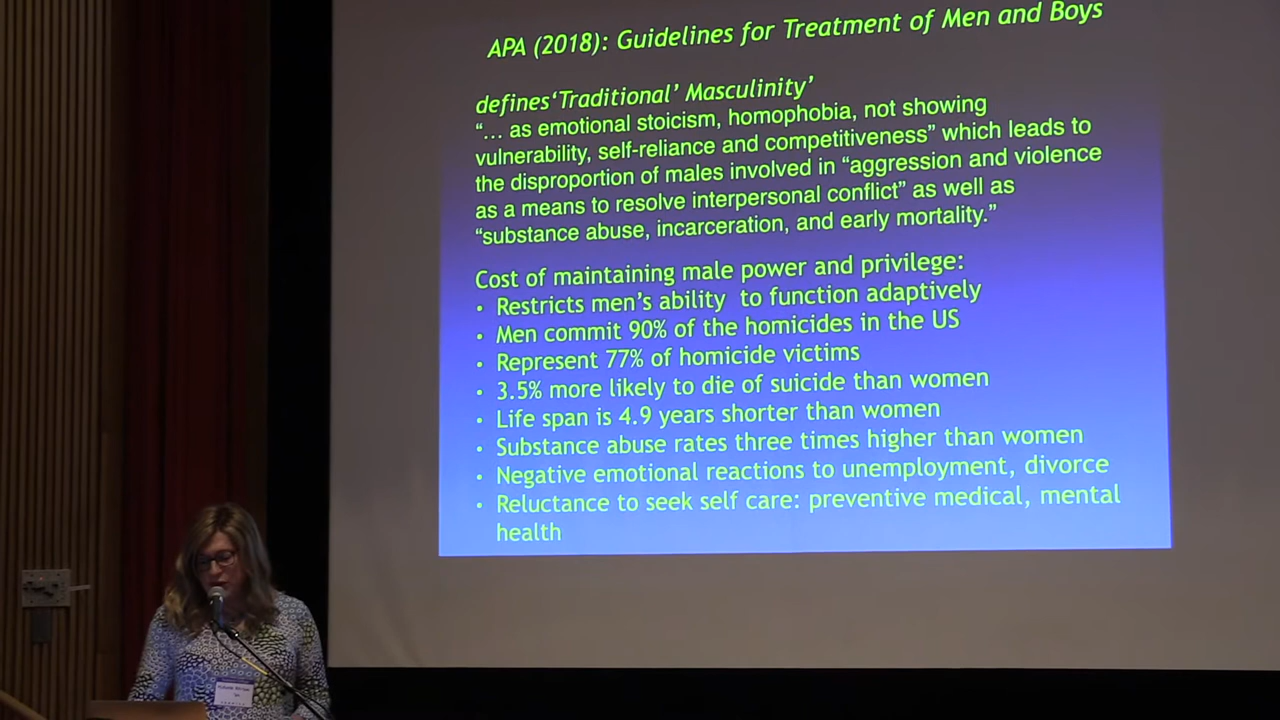 APA (2018): Guidelines for Treatment of Men and Boys
defines‘Traditional’ Masculinity’
“… as emotional stoicism, homophobia, not showing
vulnerability, self-reliance and competitiveness” which leads to
the disproportion of males involved in “aggression and violence
as a means to resolve interpersonal conflict” as well as
“substance abuse, incarceration, and early mortality.”
Cost of maintaining male power and privilege:
• Restricts men’s ability to function adaptively
• Men commit 90% of the homicides in the US
• Represent 77% of homicide victims
• 3.5% more likely to die of suicide than women
• Life span is 4.9 years shorter than women
• Substance abuse rates three times higher than women
• Negative emotional reactions to unemployment, divorce
• Reluctance to seek self care: preventive medical, mental
health